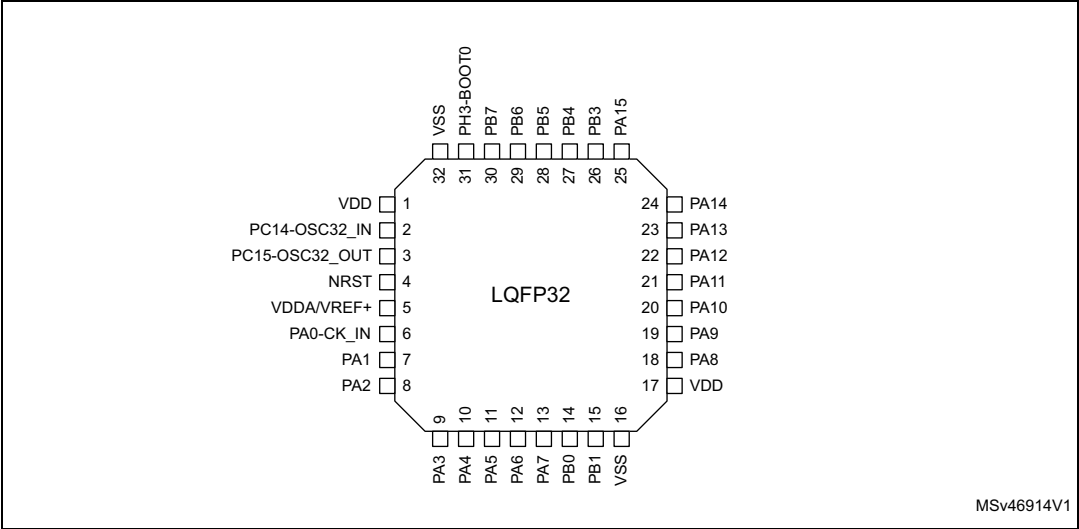 VSS
PH3-BOOT0
PB7
PB6
PB5
PB4
PB3
PA15
32 31 30 29 28 27 26 25
VDD 1 24 PA14
PC14-OSC32_IN 2 23 PA13
PC15-OSC32_OUT 3 22 PA12
NRST 4 21 PA11
LQFP32
VDDA/VREF+ 5 20 PA10
PA0-CK_IN 6 19 PA9
PA1 7 18 PA8
PA2 8 17 VDD
9 10 11 12 13 14 15 16
PA3
PA4
PA5
PA6
PA7
PB0
PB1
VSS
MSv46914V1